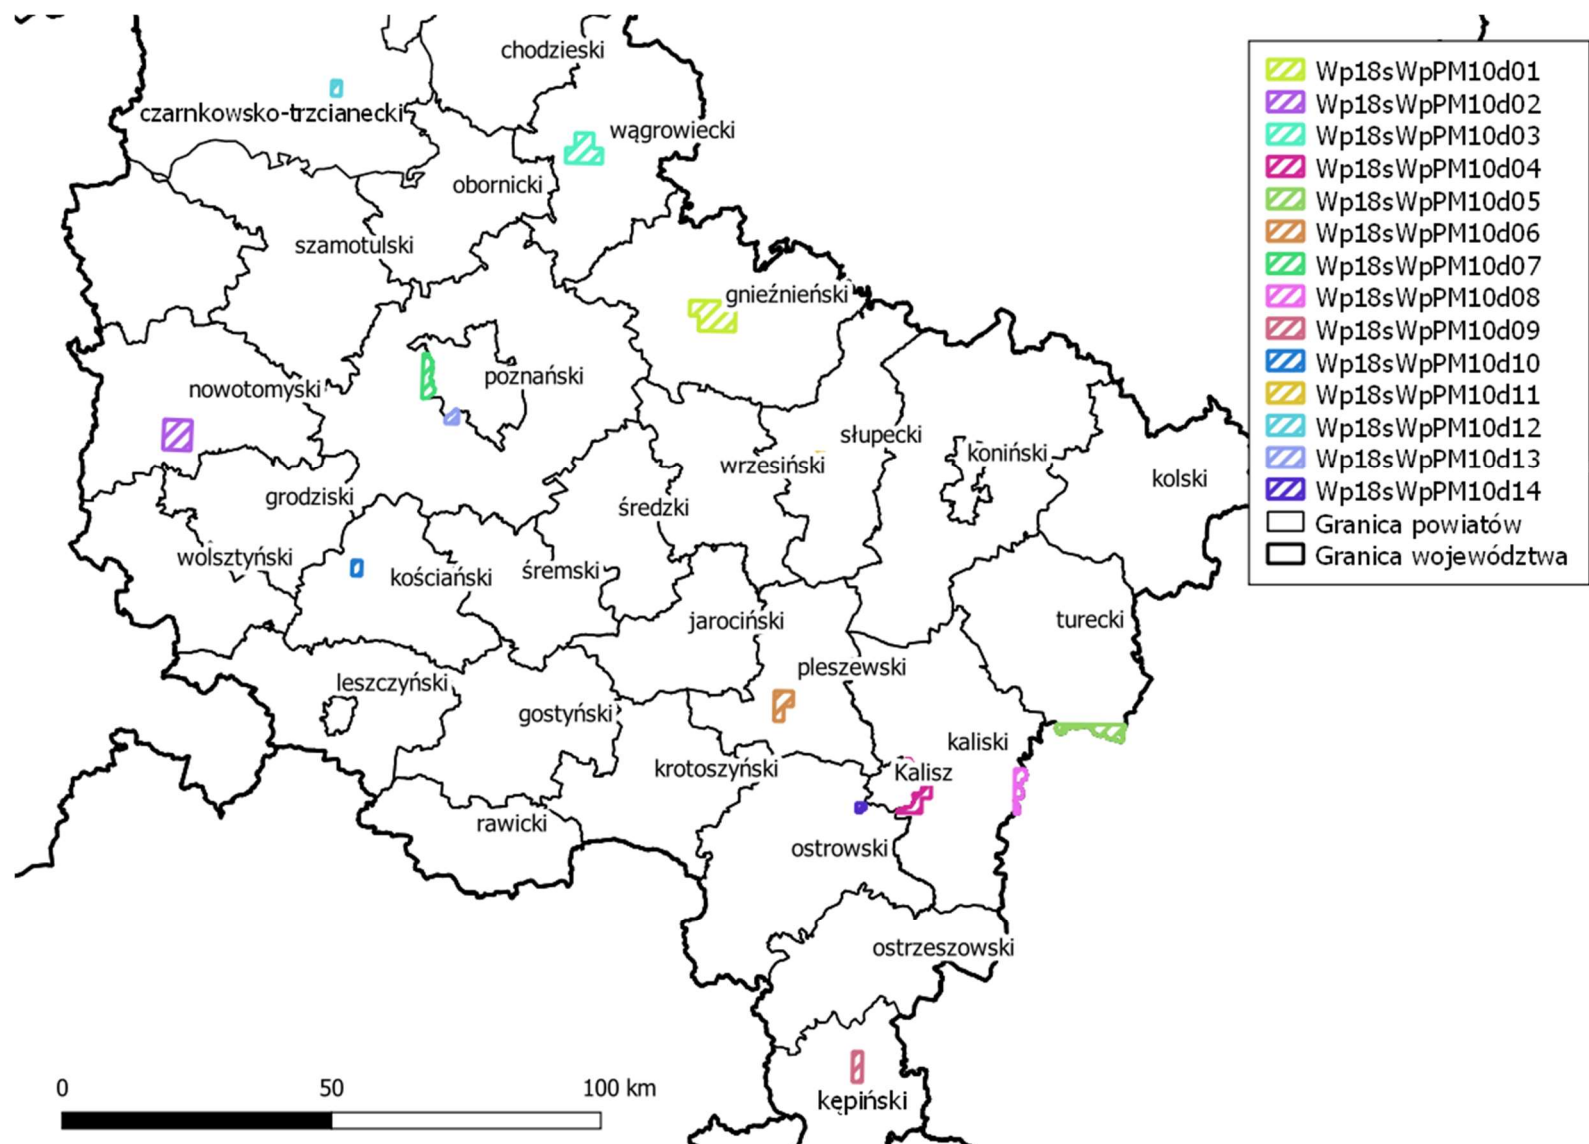 chodzieski
czarnkowsko-trzcianecki
wągrowiecki
obornicki
szamotulski
gnieźnieński
nowotomyski
poznański
słupecki
koniński
wrzesiński
kolski
grodziski
średzki
wolsztyński
kościański
śremski
jarociński
turecki
pleszewski
leszczyński
gostyński
kaliski
krotoszyński
Kalisz
rawicki
ostrowski
ostrzeszowski
kępiński
Wp18sWpPM10d01
Wp18sWpPM10d02
Wp18sWpPM10d03
Wp18sWpPM10d04
Wp18sWpPM10d05
Wp18sWpPM10d06
Wp18sWpPM10d07
Wp18sWpPM10d08
Wp18sWpPM10d09
Wp18sWpPM10d10
Wp18sWpPM10d11
Wp18sWpPM10d12
Wp18sWpPM10d13
Wp18sWpPM10d14
Granica powiatów
Granica województwa
0 50 100 km